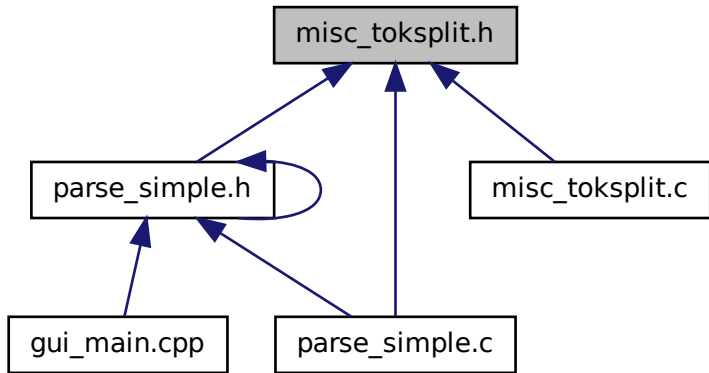 misc_toksplit.h
parse_simple.h
misc_toksplit.c
gui_main.cpp
parse_simple.c